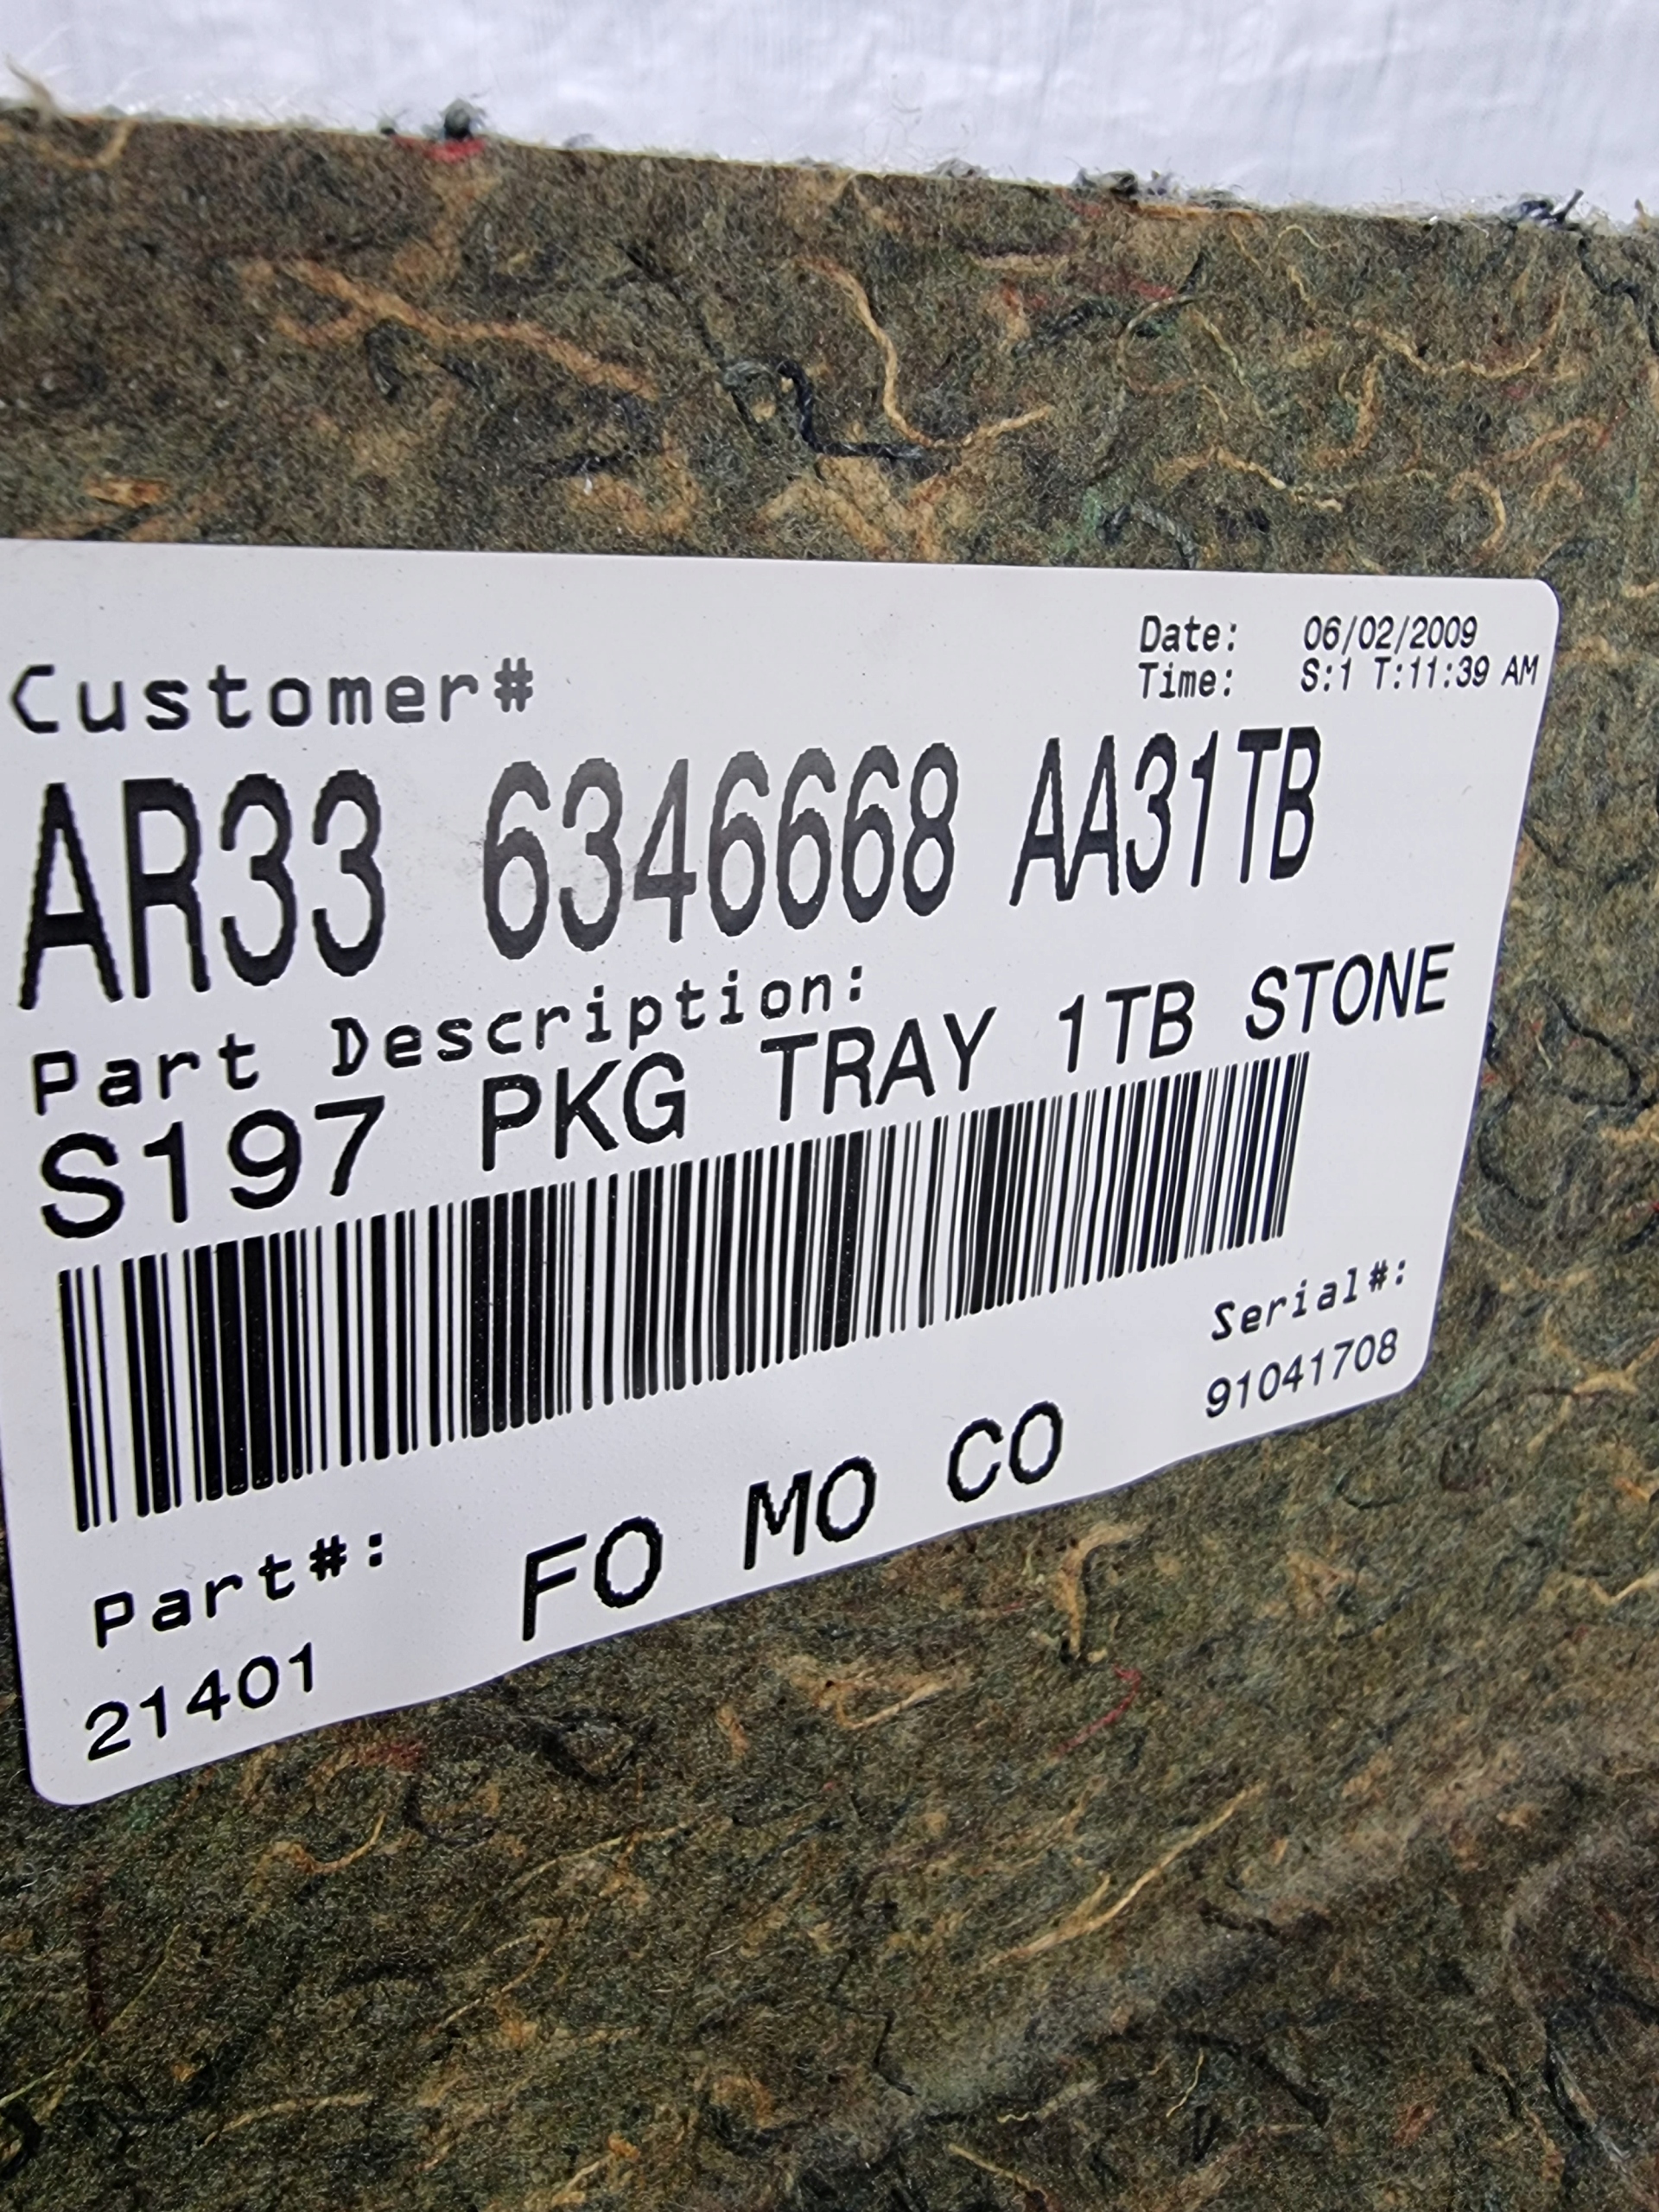 Date: 06/02/2009
Time: S:1 T:11:39 AM
Customer#
AR33 6346668 AA31TB
Part Description:
S197 PKG TRAY 1TB STONE
Serial#:
91041708
Part#:
21401
FO MO CO